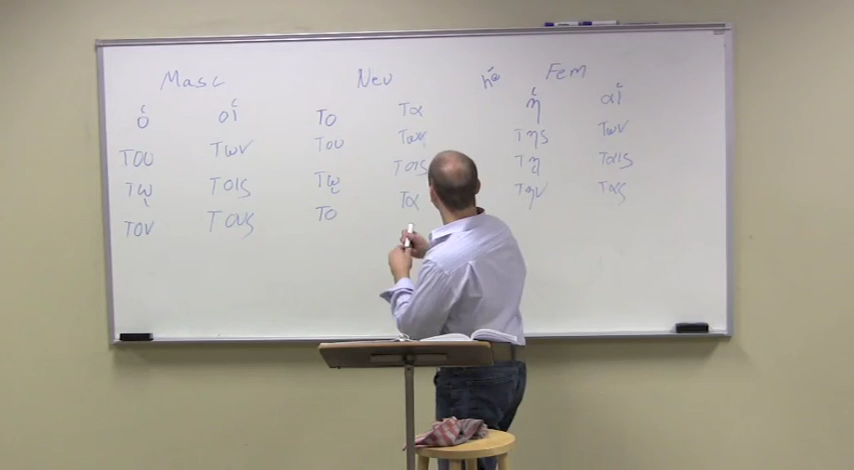 Masc Neu ἡ Fem
ὁ οἱ το τα ἡ αἱ
του των του των της των
τῳ τοις τῳ τοις τῃ ταις
τον τους το τα την τας